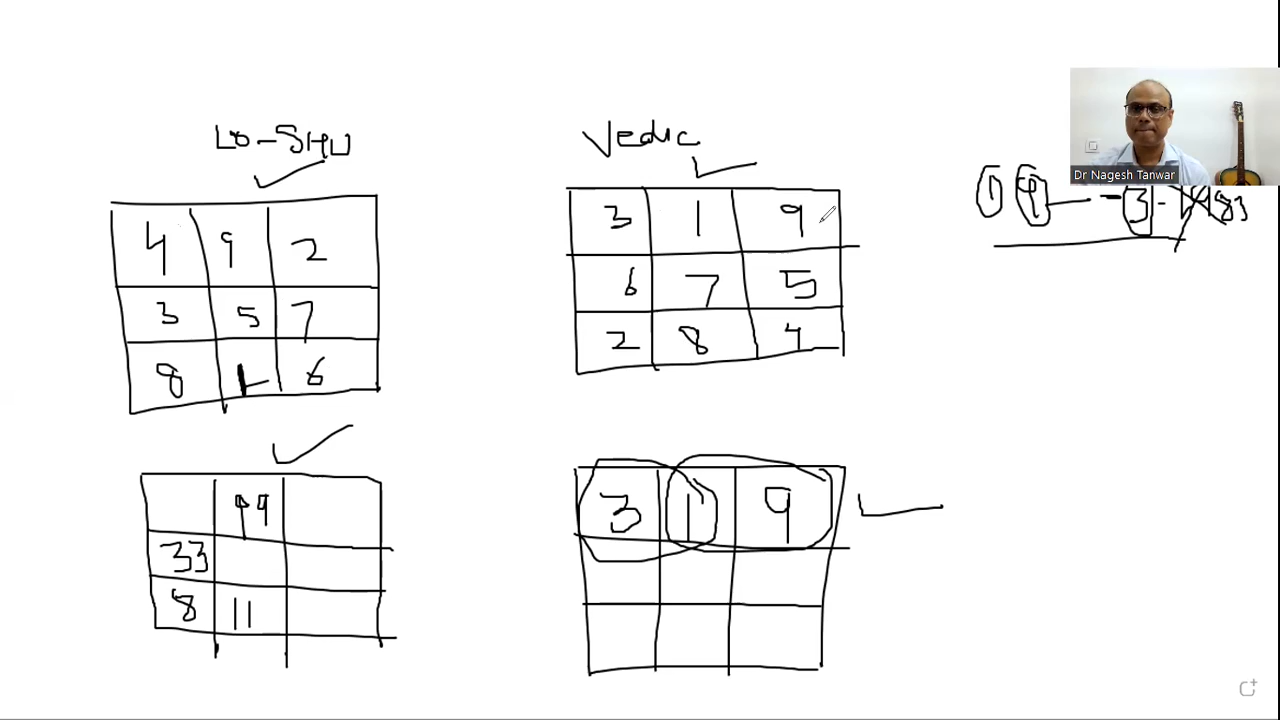 LO-SHU
4 9 2
3 5 7
8 1 6
99
33
8 11
Vedic
3 1 9
6 7 5
2 8 4
3 1 9
Dr Nagesh Tanwar